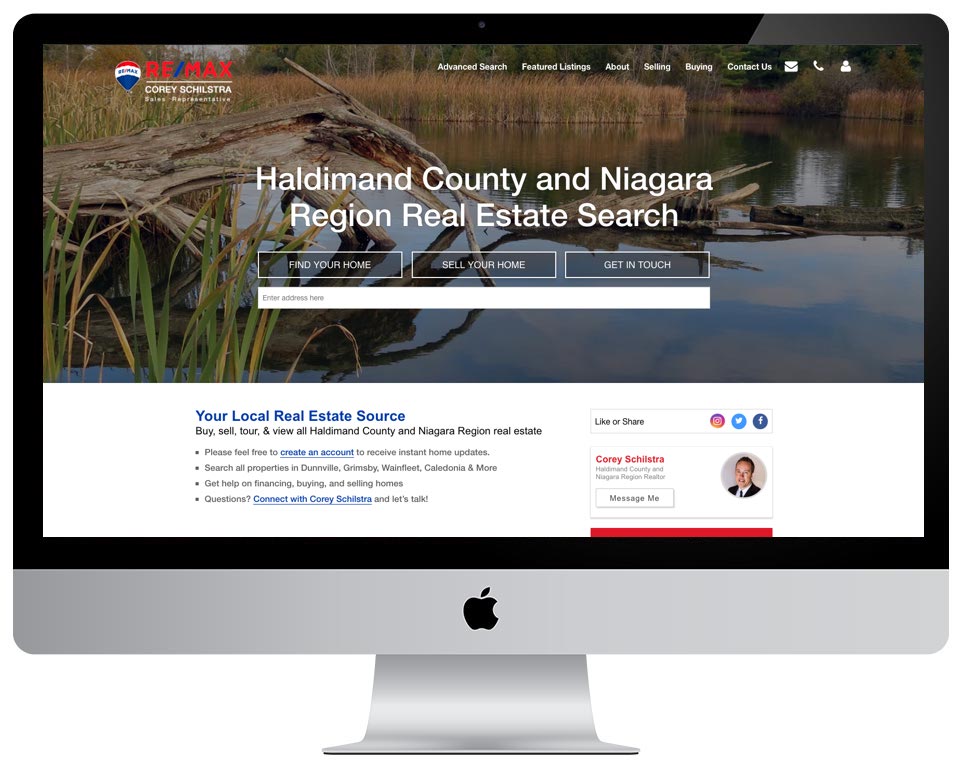 RE/MAX
RE/MAX
COREY SCHILSTRA
Sales Representative
Advanced Search Featured Listings About Selling Buying Contact Us
Haldimand County and Niagara
Region Real Estate Search
FIND YOUR HOME SELL YOUR HOME GET IN TOUCH
Enter address here
Your Local Real Estate Source
Buy, sell, tour, & view all Haldimand County and Niagara Region real estate
Please feel free to create an account to receive instant home updates.
Search all properties in Dunnville, Grimsby, Wainfleet, Caledonia & More
Get help on financing, buying, and selling homes
Questions? Connect with Corey Schilstra and let's talk!
Like or Share
Corey Schilstra
Haldimand County and
Niagara Region Realtor
Message Me